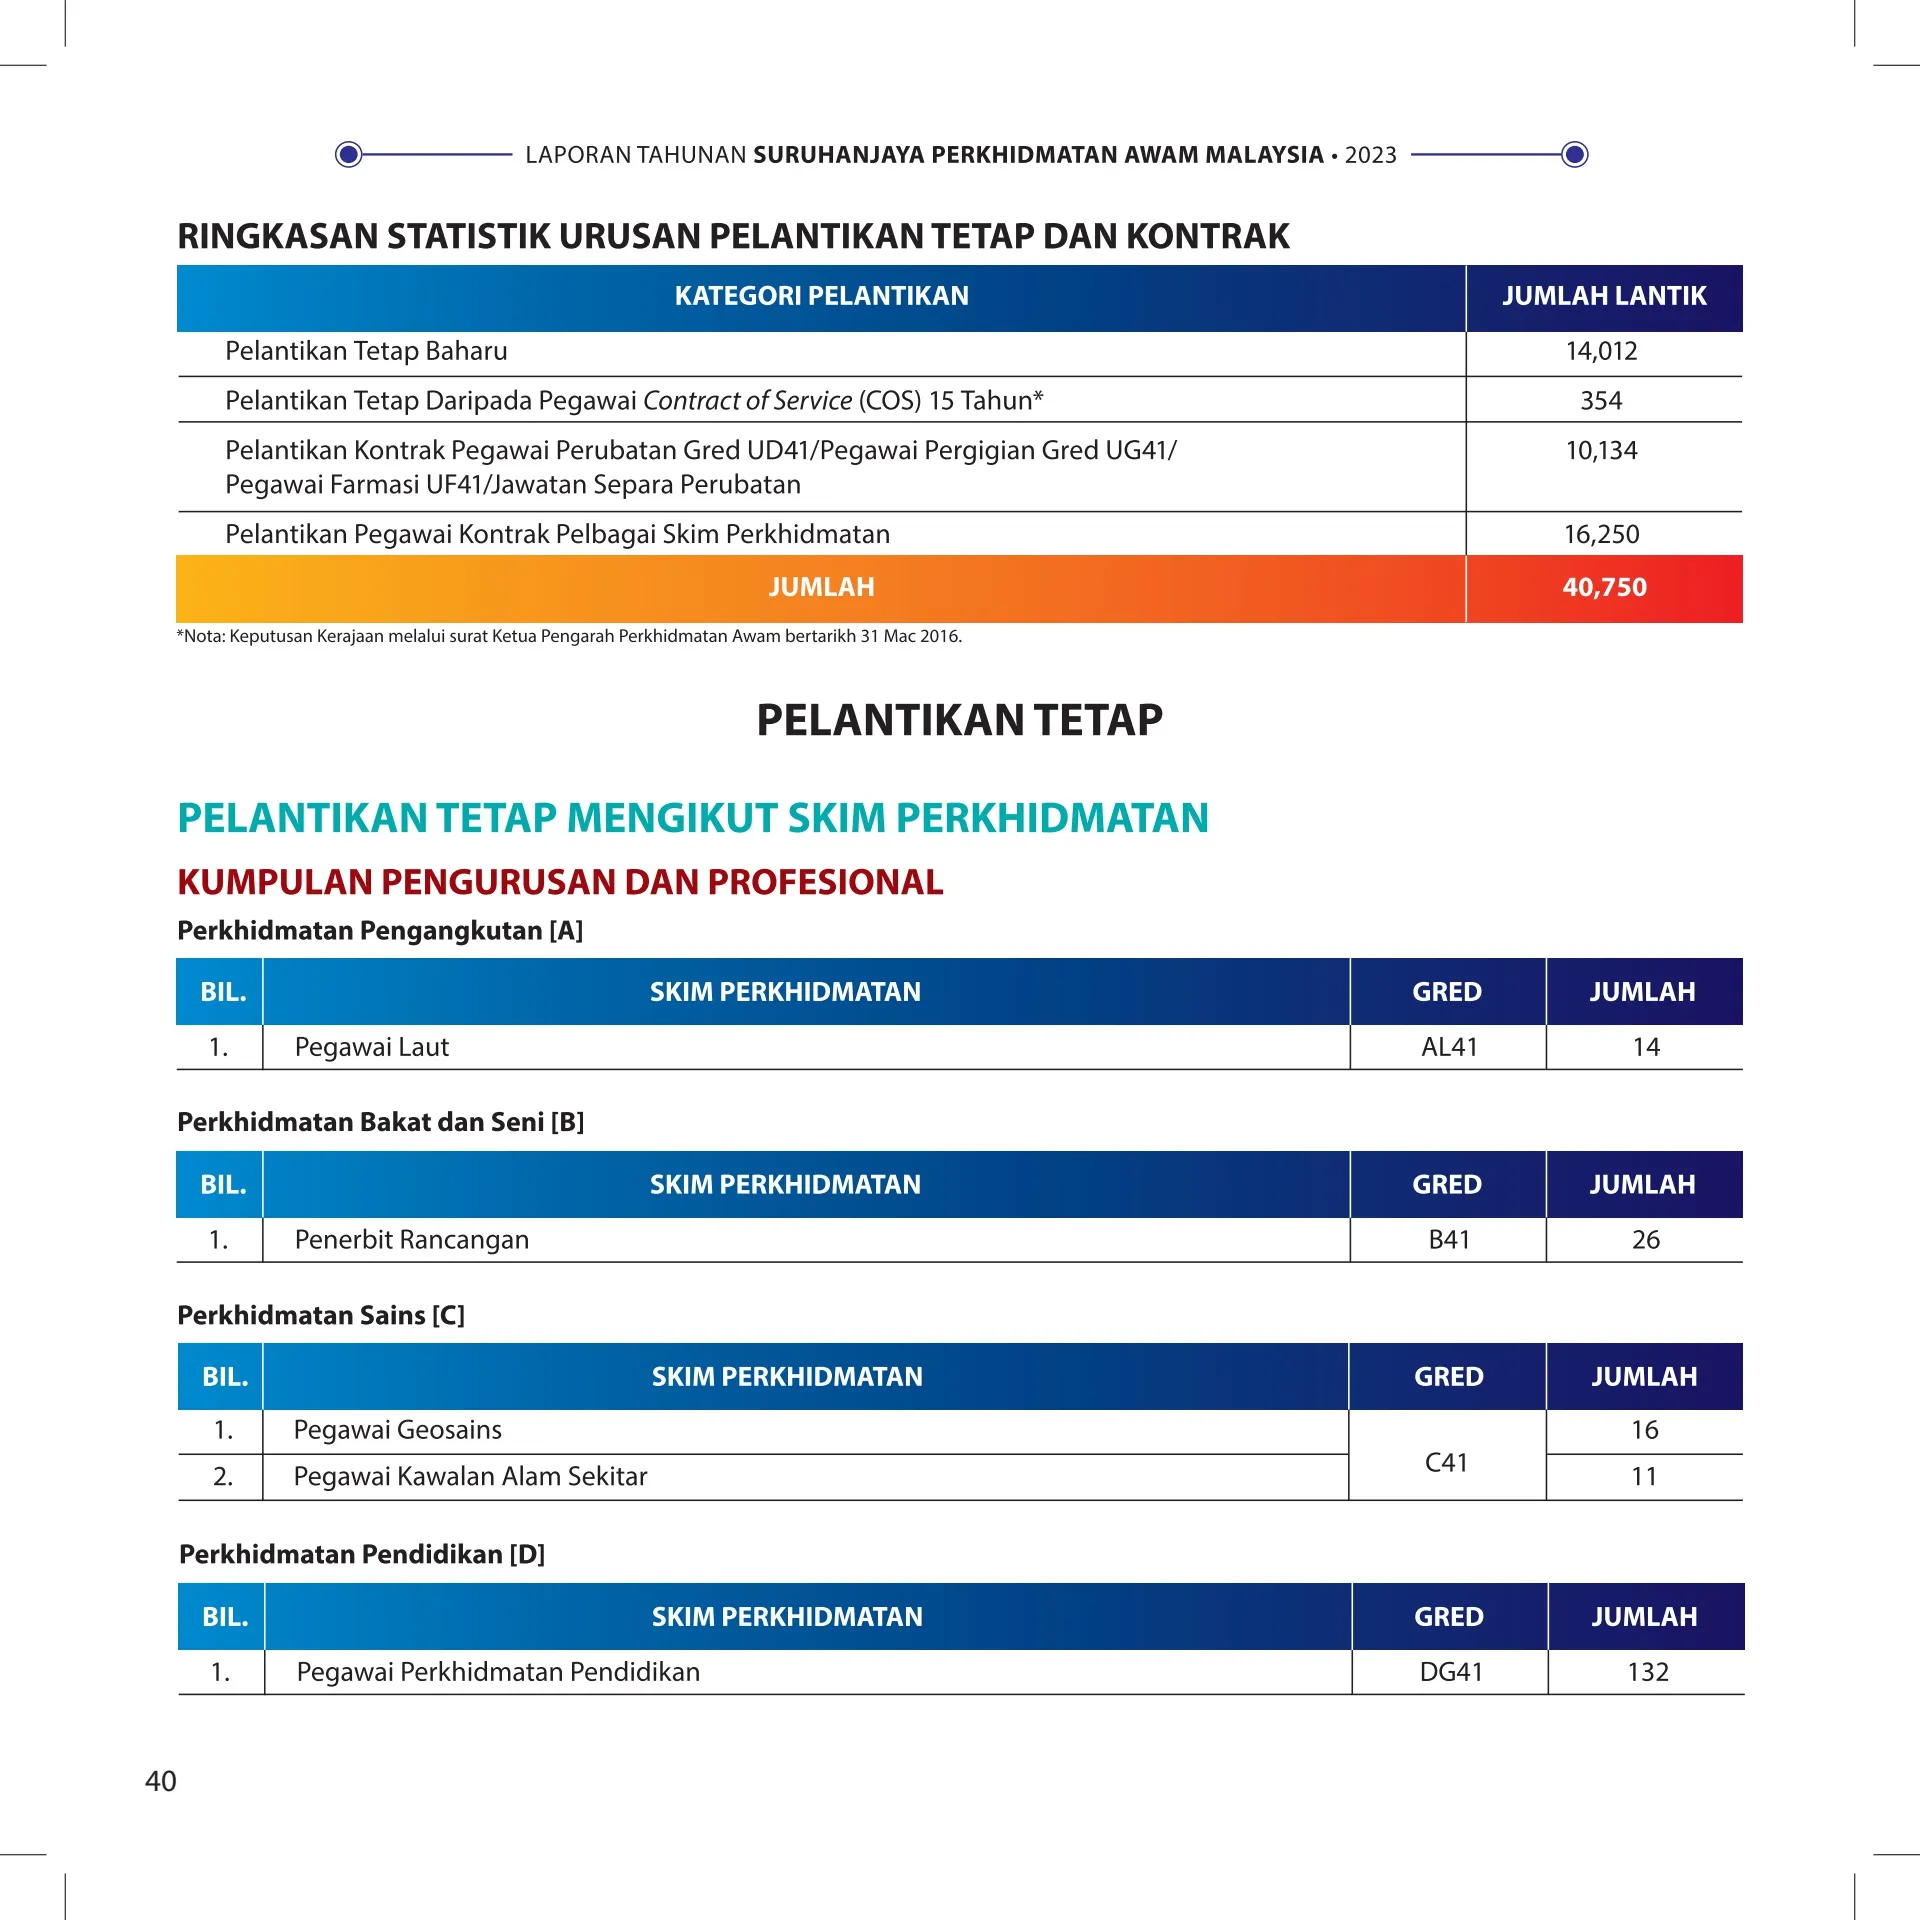 LAPORAN TAHUNAN SURUHANJAYA PERKHIDMATAN AWAM MALAYSIA • 2023
RINGKASAN STATISTIK URUSAN PELANTIKAN TETAP DAN KONTRAK
KATEGORI PELANTIKAN JUMLAH LANTIK
Pelantikan Tetap Baharu 14,012
Pelantikan Tetap Daripada Pegawai Contract of Service (COS) 15 Tahun* 354
Pelantikan Kontrak Pegawai Perubatan Gred UD41/Pegawai Pergigian Gred UG41/ 10,134
Pegawai Farmasi UF41/Jawatan Separa Perubatan
Pelantikan Pegawai Kontrak Pelbagai Skim Perkhidmatan 16,250
JUMLAH 40,750
*Nota: Keputusan Kerajaan melalui surat Ketua Pengarah Perkhidmatan Awam bertarikh 31 Mac 2016.
PELANTIKAN TETAP
PELANTIKAN TETAP MENGIKUT SKIM PERKHIDMATAN
KUMPULAN PENGURUSAN DAN PROFESIONAL
Perkhidmatan Pengangkutan [A]
BIL. SKIM PERKHIDMATAN GRED JUMLAH
1. Pegawai Laut AL41 14
Perkhidmatan Bakat dan Seni [B]
BIL. SKIM PERKHIDMATAN GRED JUMLAH
1. Penerbit Rancangan B41 26
Perkhidmatan Sains [C]
BIL. SKIM PERKHIDMATAN GRED JUMLAH
1. Pegawai Geosains C41 16
2. Pegawai Kawalan Alam Sekitar 11
Perkhidmatan Pendidikan [D]
BIL. SKIM PERKHIDMATAN GRED JUMLAH
1. Pegawai Perkhidmatan Pendidikan DG41 132
40